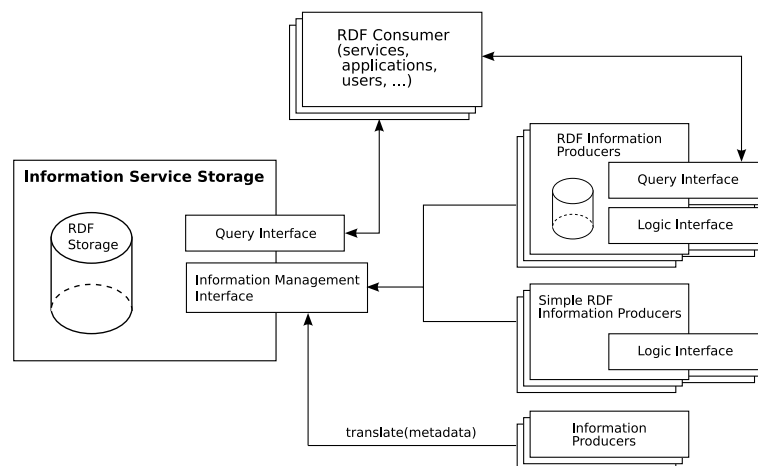 RDF Consumer
(services,
applications,
users, ...)
RDF Information
Producers
Query Interface
Logic Interface
Information Service Storage
RDF
Storage
Query Interface
Information Management
Interface
Simple RDF
Information Producers
Logic Interface
translate(metadata)
Information
Producers